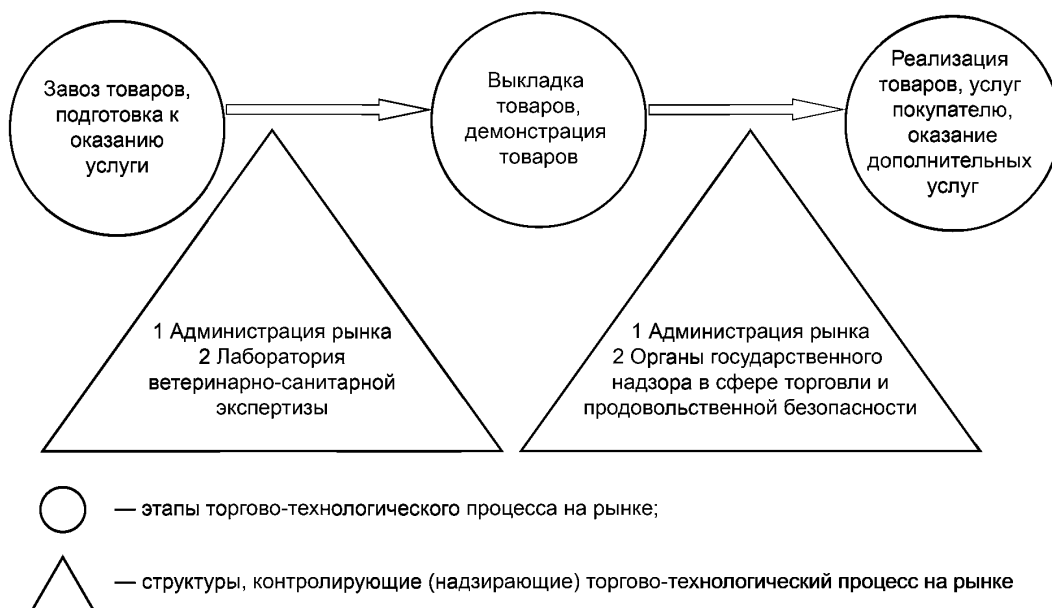 Завоз товаров,
подготовка к
оказанию
услуги
Выкладка
товаров,
демонстрация
товаров
Реализация
товаров, услуг
покупателю,
оказание
дополнительных
услуг
1 Администрация рынка
2 Лаборатория
ветеринарно-санитарной
экспертизы
1 Администрация рынка
2 Органы государственного
надзора в сфере торговли и
продовольственной безопасности
— этапы торгово-технологического процесса на рынке;
— структуры, контролирующие (надзирающие) торгово-технологический процесс на рынке